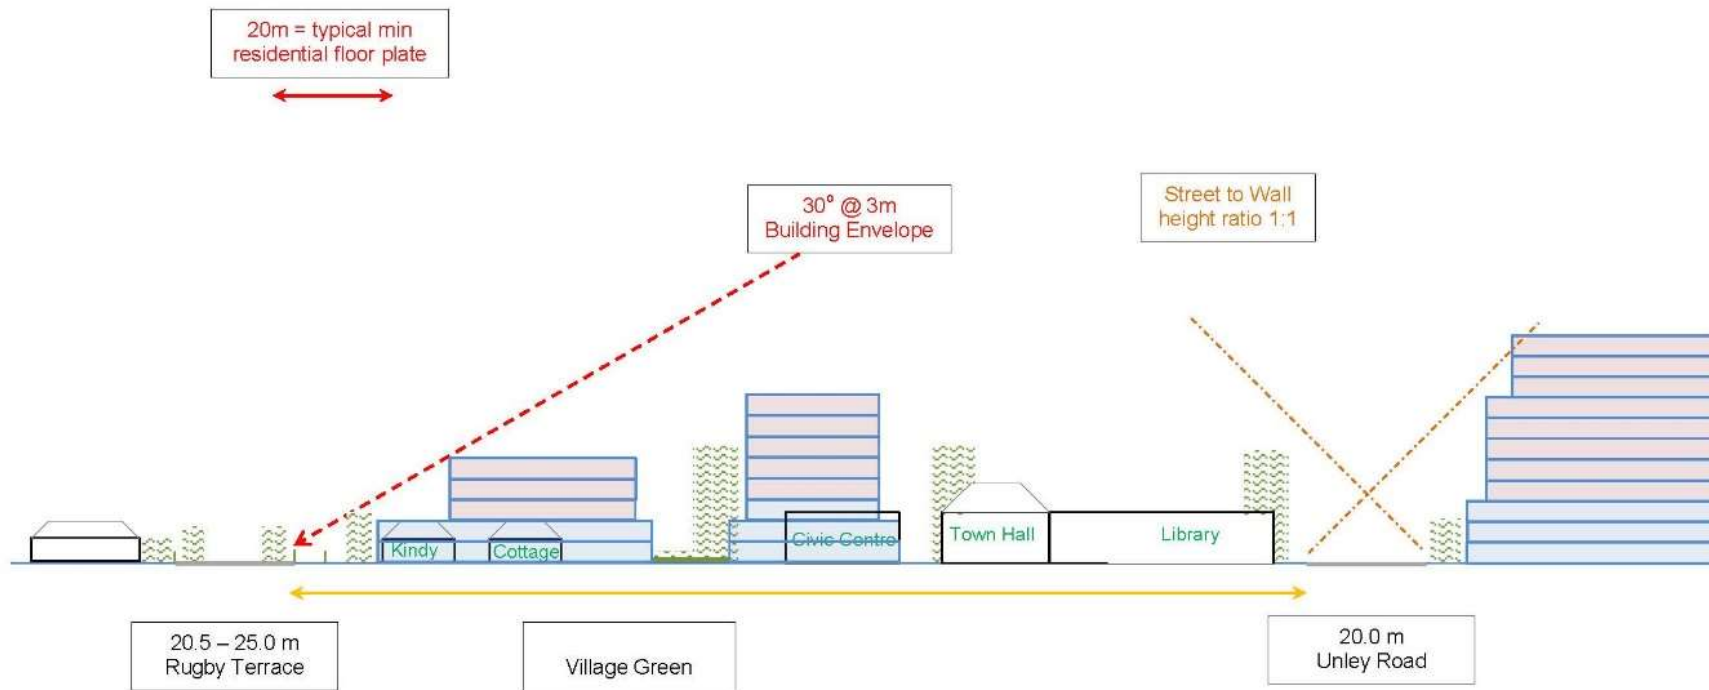 20m = typical min
residential floor plate
30° @ 3m
Building Envelope
Street to Wall
height ratio 1:1
Kindy
Cottage
Civic Centre
Town Hall
Library
20.5 – 25.0 m
Rugby Terrace
Village Green
20.0 m
Unley Road